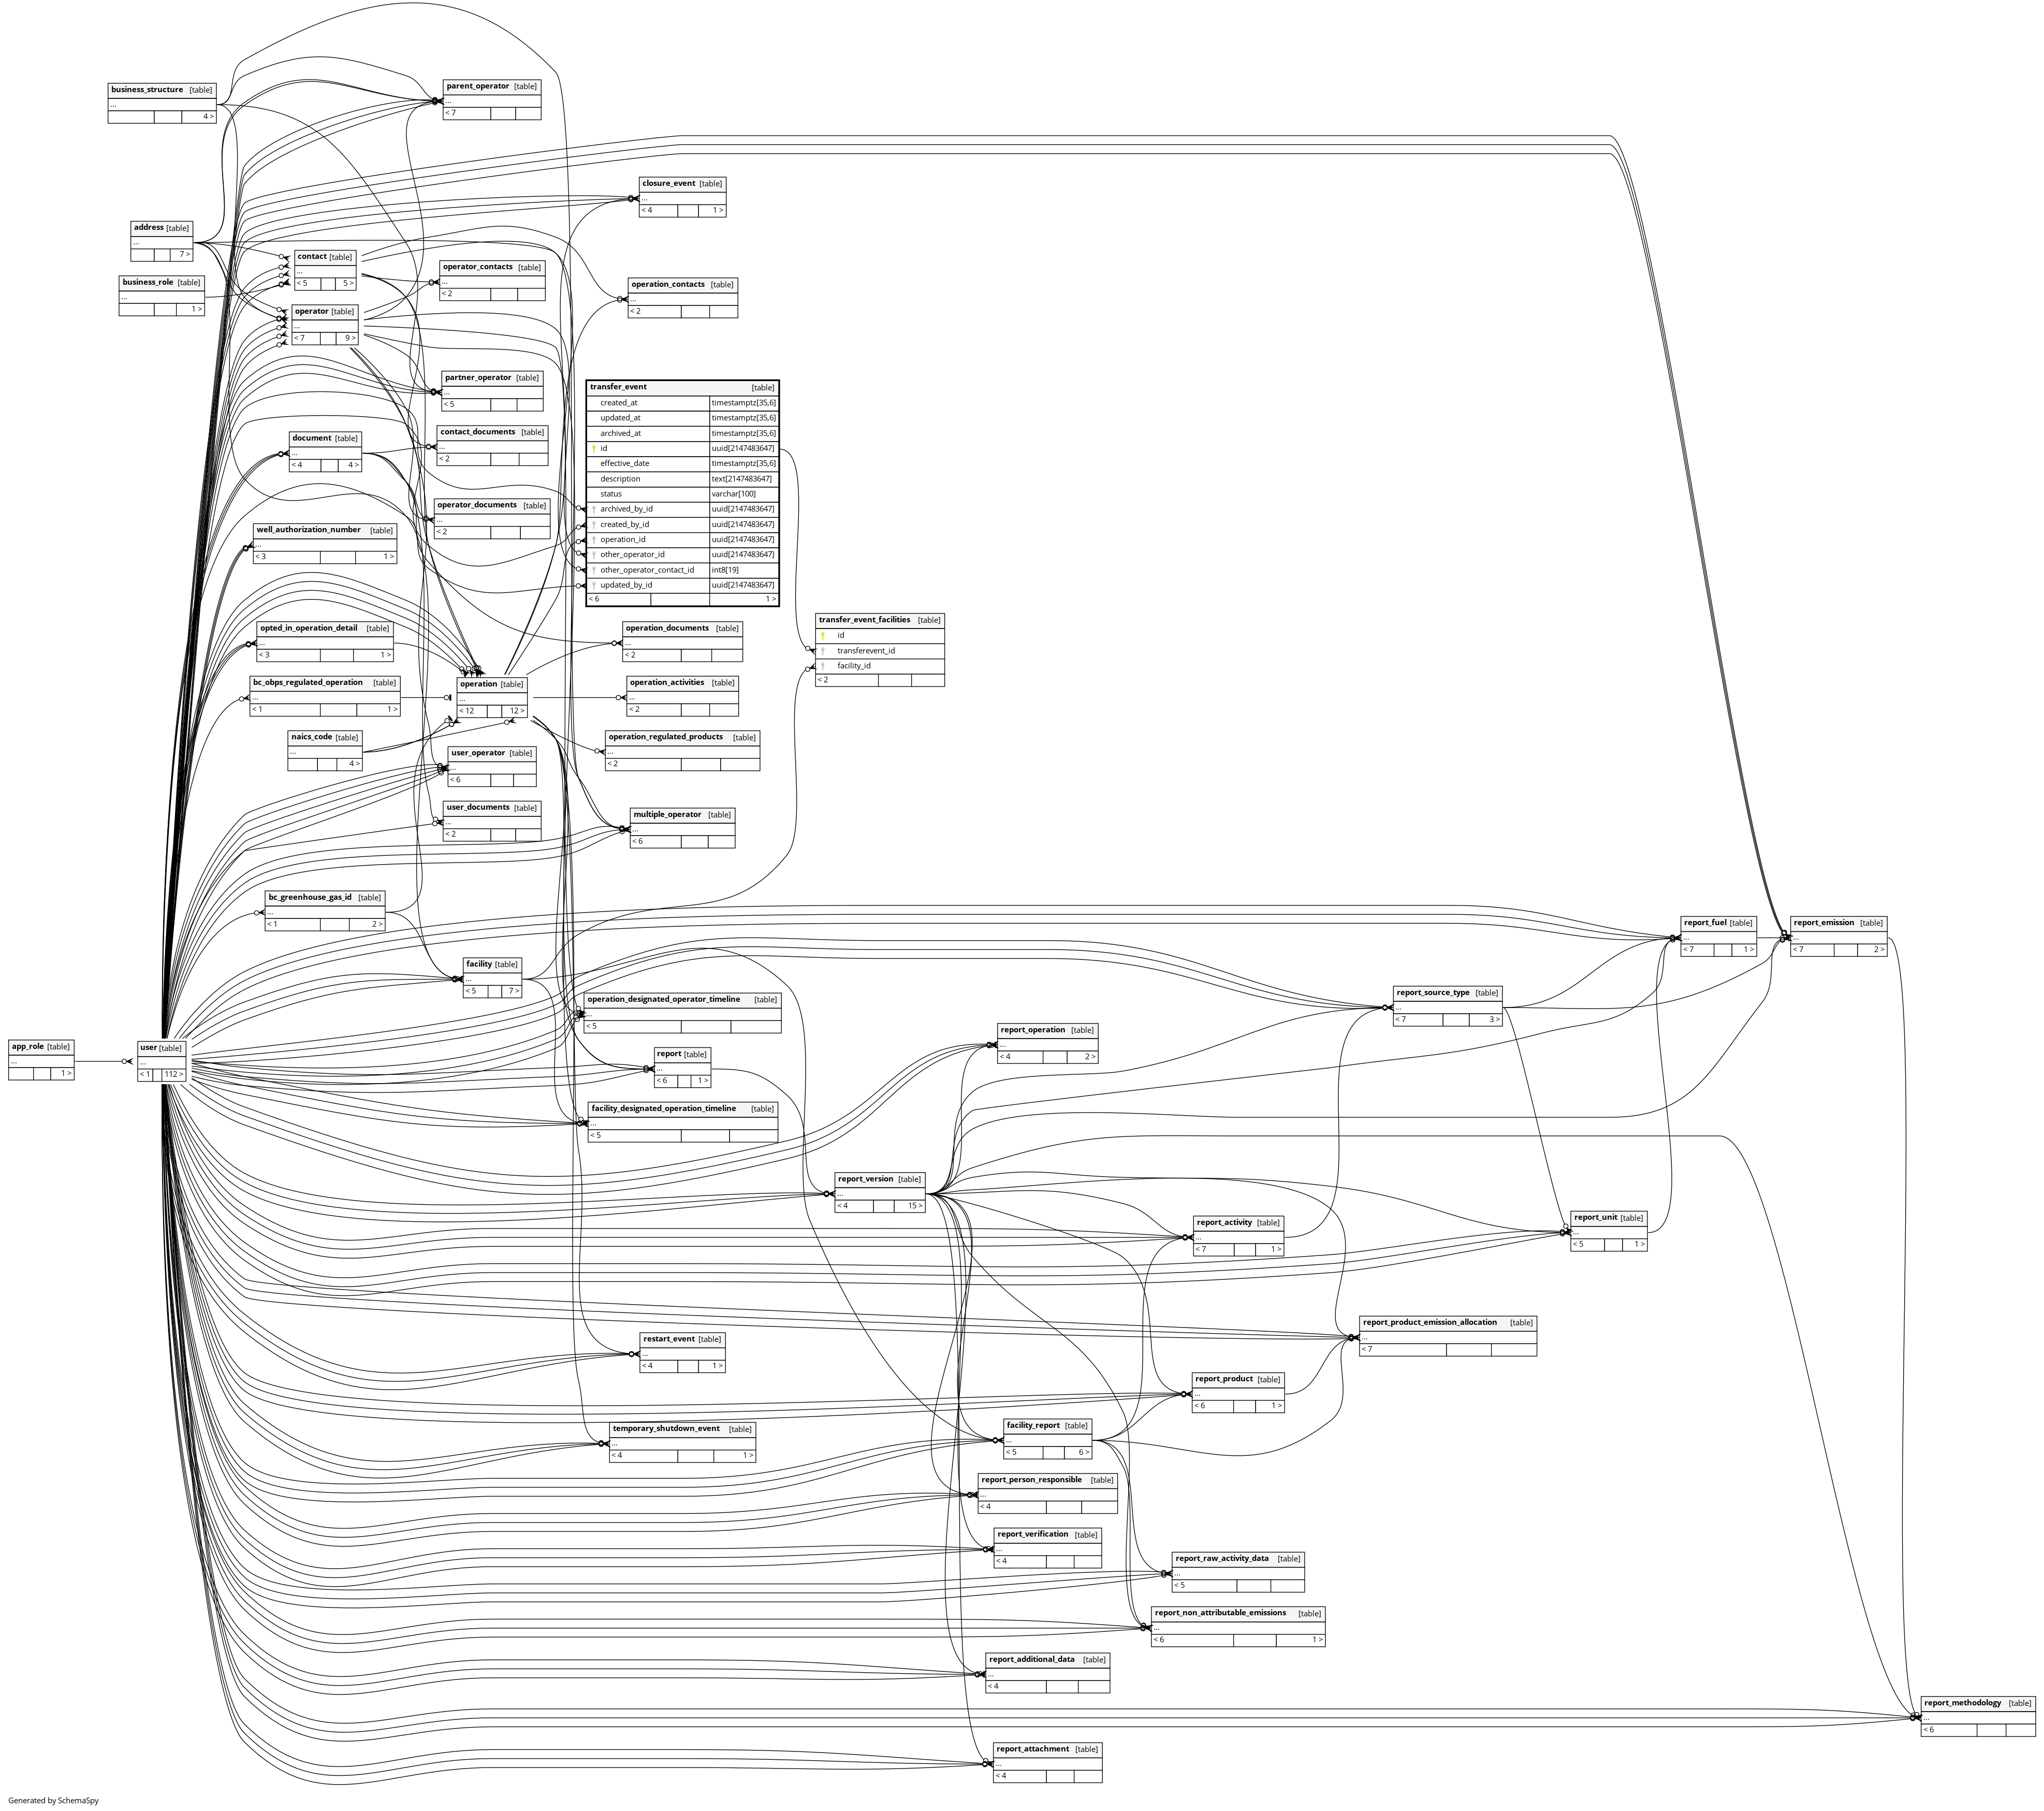 business_structure [table]
...
4 >
parent_operator [table]
...
< 7
closure_event [table]
...
< 4 1 >
address [table]
...
7 >
contact [table]
...
< 5 5 >
operator_contacts [table]
...
< 2
business_role [table]
...
1 >
operation_contacts [table]
...
< 2
operator [table]
...
< 7 9 >
partner_operator [table]
...
< 5
transfer_event [table]
created_at timestamptz[35,6]
updated_at timestamptz[35,6]
archived_at timestamptz[35,6]
id uuid[2147483647]
effective_date timestamptz[35,6]
description text[2147483647]
status varchar[100]
archived_by_id uuid[2147483647]
created_by_id uuid[2147483647]
operation_id uuid[2147483647]
other_operator_id uuid[2147483647]
other_operator_contact_id int8[19]
updated_by_id uuid[2147483647]
< 6 1 >
contact_documents [table]
...
< 2
document [table]
...
< 4 4 >
operator_documents [table]
...
< 2
well_authorization_number [table]
...
< 3 1 >
transfer_event_facilities [table]
id
transferevent_id
facility_id
< 2
opted_in_operation_detail [table]
...
< 3 1 >
operation_documents [table]
...
< 2
bc_obps_regulated_operation [table]
...
< 1 1 >
operation [table]
...
< 12 12 >
operation_activities [table]
...
< 2
naics_code [table]
...
4 >
operation_regulated_products [table]
...
< 2
user_operator [table]
...
< 6
user_documents [table]
...
< 2
multiple_operator [table]
...
< 6
bc_greenhouse_gas_id [table]
...
< 1 2 >
report_fuel [table]
...
< 7 1 >
report_emission [table]
...
< 7 2 >
facility [table]
...
< 5 7 >
operation_designated_operator_timeline [table]
...
< 5
report_source_type [table]
...
< 7 3 >
report_operation [table]
...
< 4 2 >
app_role [table]
...
1 >
user [table]
...
< 1 112 >
report [table]
...
< 6 1 >
facility_designated_operation_timeline [table]
...
< 5
report_version [table]
...
< 4 15 >
report_activity [table]
...
< 7 1 >
report_unit [table]
...
< 5 1 >
report_product_emission_allocation [table]
...
< 7
restart_event [table]
...
< 4 1 >
report_product [table]
...
< 6 1 >
temporary_shutdown_event [table]
...
< 4 1 >
facility_report [table]
...
< 5 6 >
report_person_responsible [table]
...
< 4
report_verification [table]
...
< 4
report_raw_activity_data [table]
...
< 5
report_non_attributable_emissions [table]
...
< 6 1 >
report_additional_data [table]
...
< 4
report_methodology [table]
...
< 6
report_attachment [table]
...
< 4
Generated by SchemaSpy